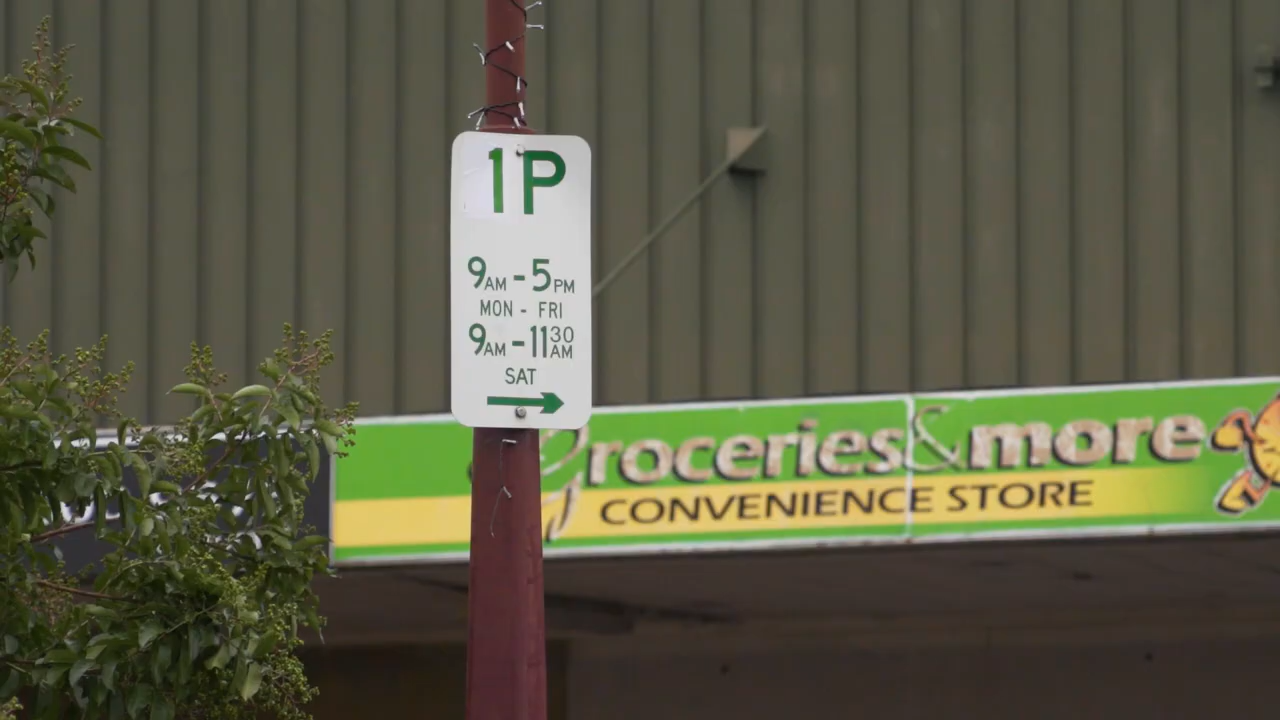 1P
9AM - 5PM
MON - FRI
9AM - 1130AM
SAT
Groceries & more
CONVENIENCE STORE